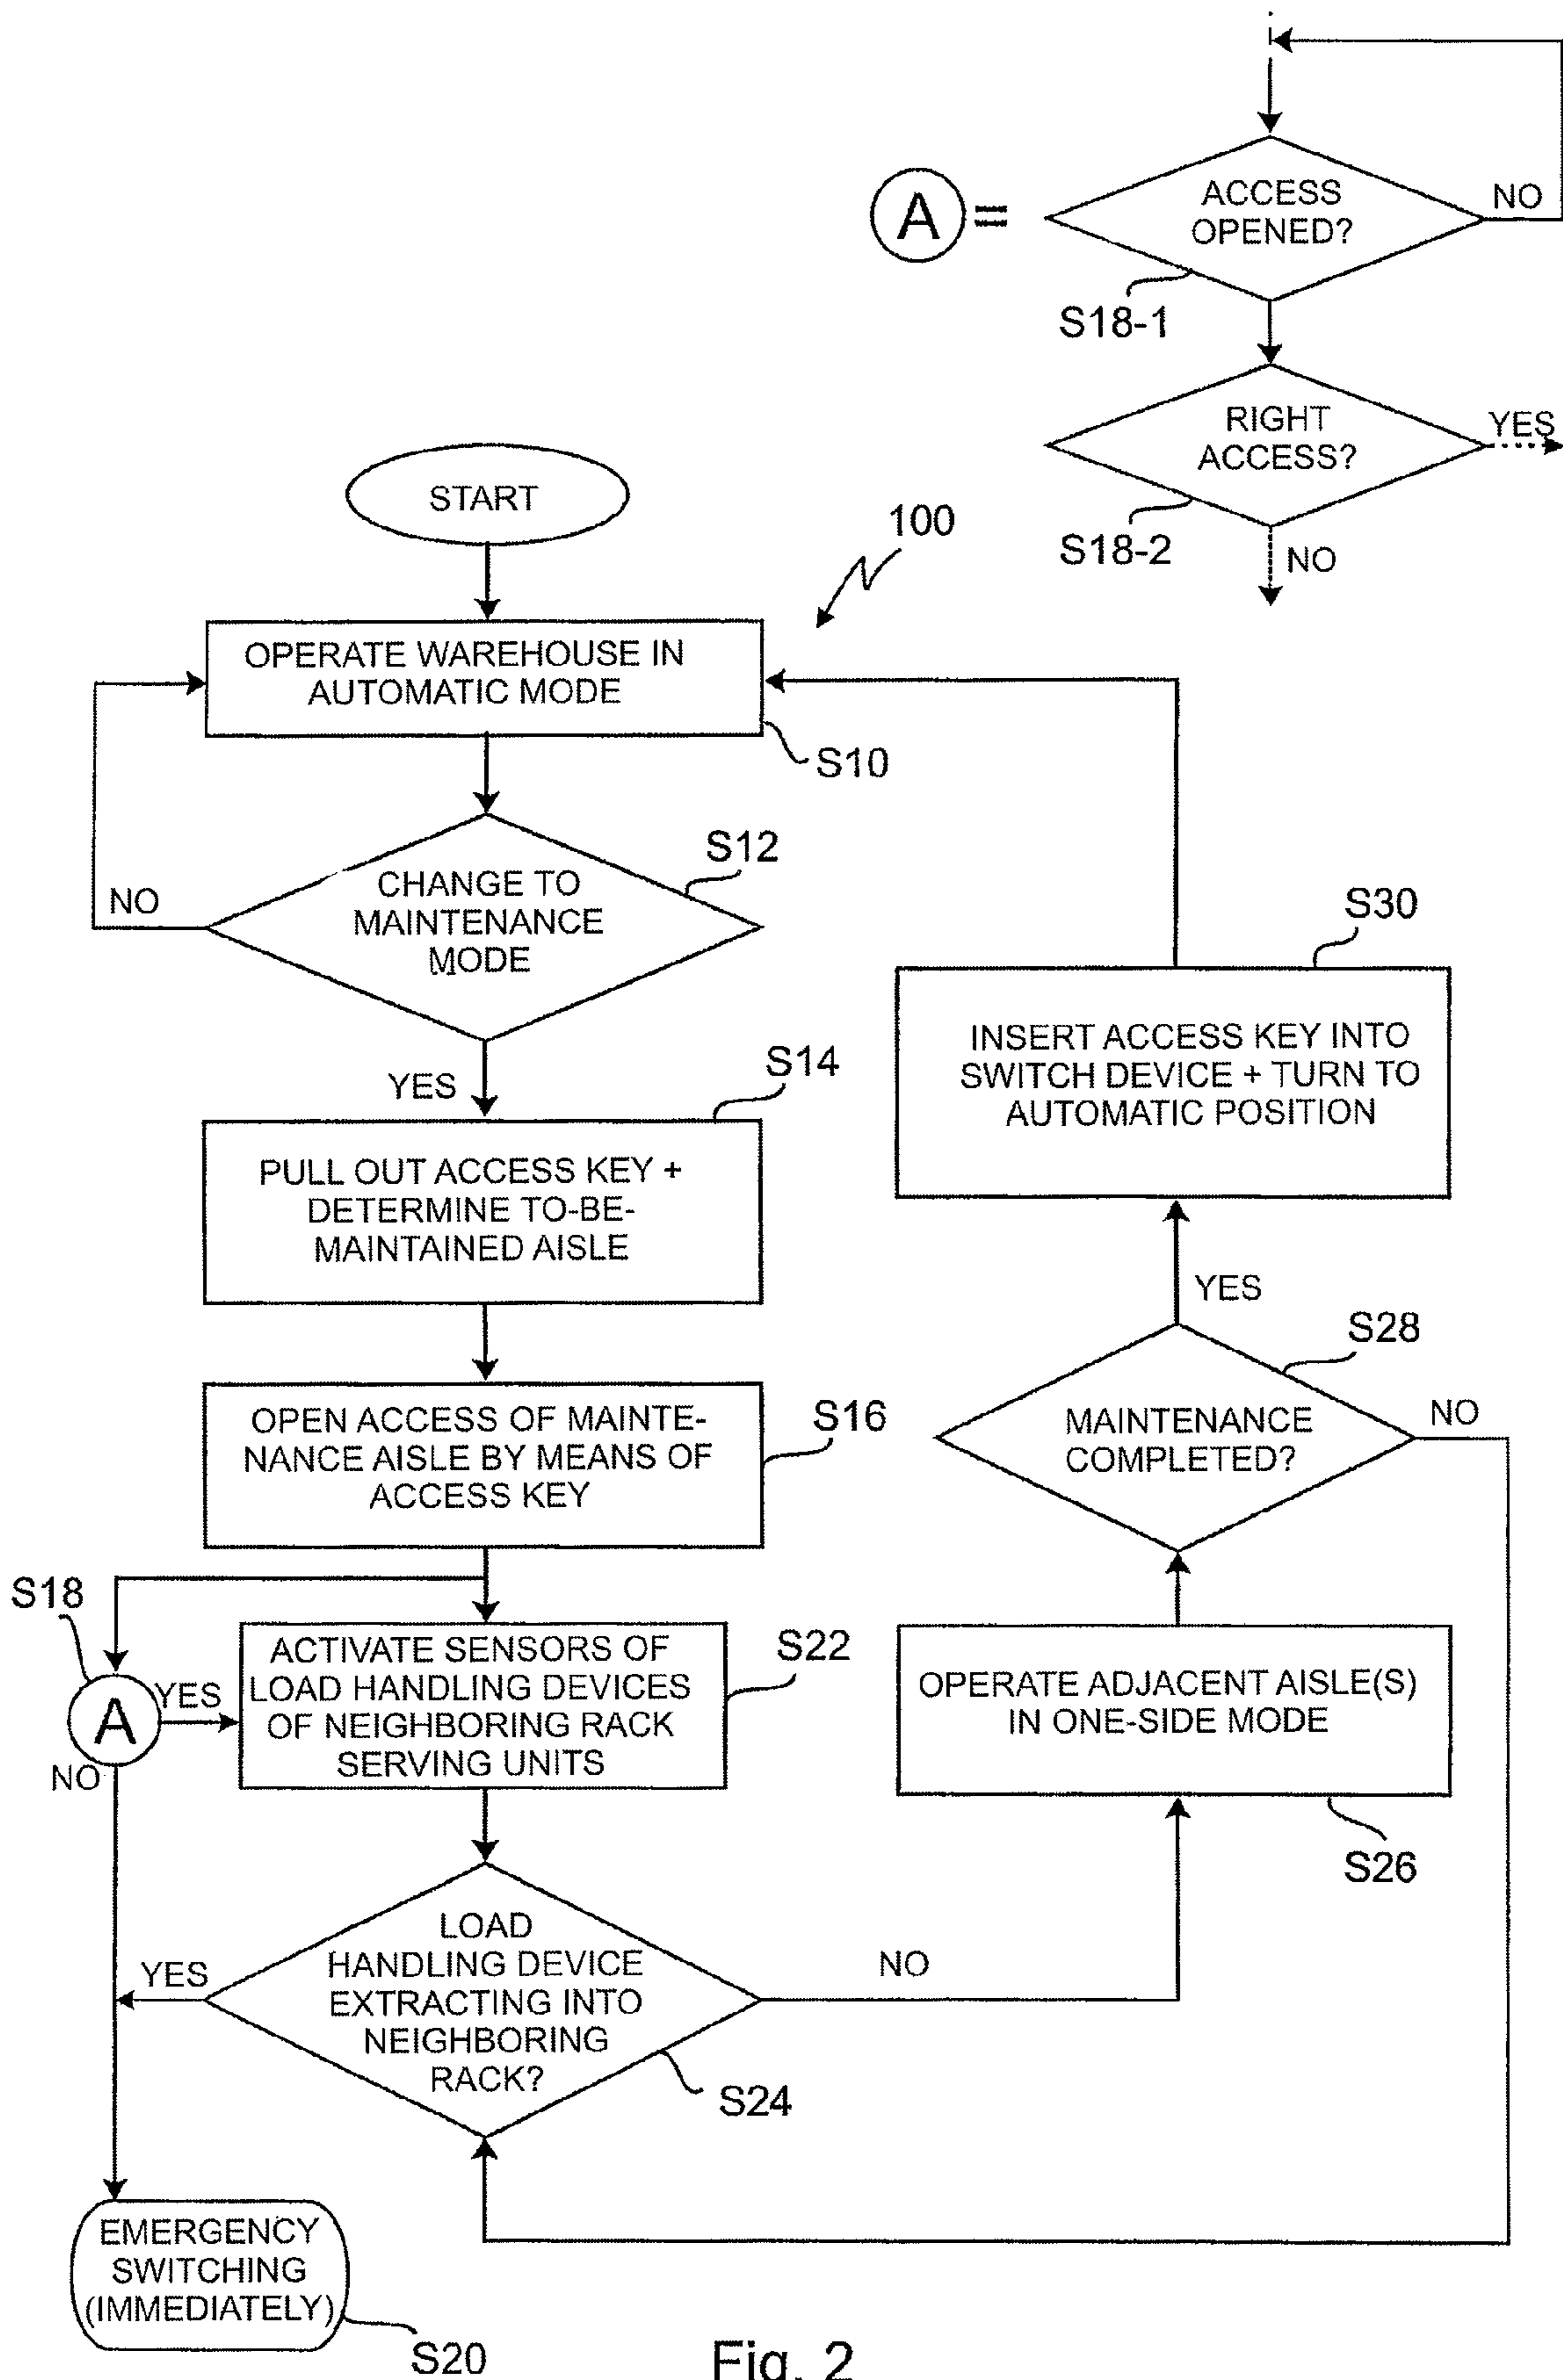 A =
ACCESS
OPENED?
NO
S18-1
RIGHT
ACCESS?
YES
S18-2
NO
START
100
OPERATE WAREHOUSE IN
AUTOMATIC MODE
S10
S12
CHANGE TO
MAINTENANCE
MODE
NO
YES
S14
PULL OUT ACCESS KEY +
DETERMINE TO-BE-
MAINTAINED AISLE
OPEN ACCESS OF MAINTE-
NANCE AISLE BY MEANS OF
ACCESS KEY
S16
S18
A
YES
NO
ACTIVATE SENSORS OF
LOAD HANDLING DEVICES
OF NEIGHBORING RACK
SERVING UNITS
S22
LOAD
HANDLING DEVICE
EXTRACTING INTO
NEIGHBORING
RACK?
YES
NO
S24
EMERGENCY
SWITCHING
(IMMEDIATELY)
S20
S30
INSERT ACCESS KEY INTO
SWITCH DEVICE + TURN TO
AUTOMATIC POSITION
YES
S28
MAINTENANCE
COMPLETED?
NO
OPERATE ADJACENT AISLE(S)
IN ONE-SIDE MODE
S26
Fig. 2